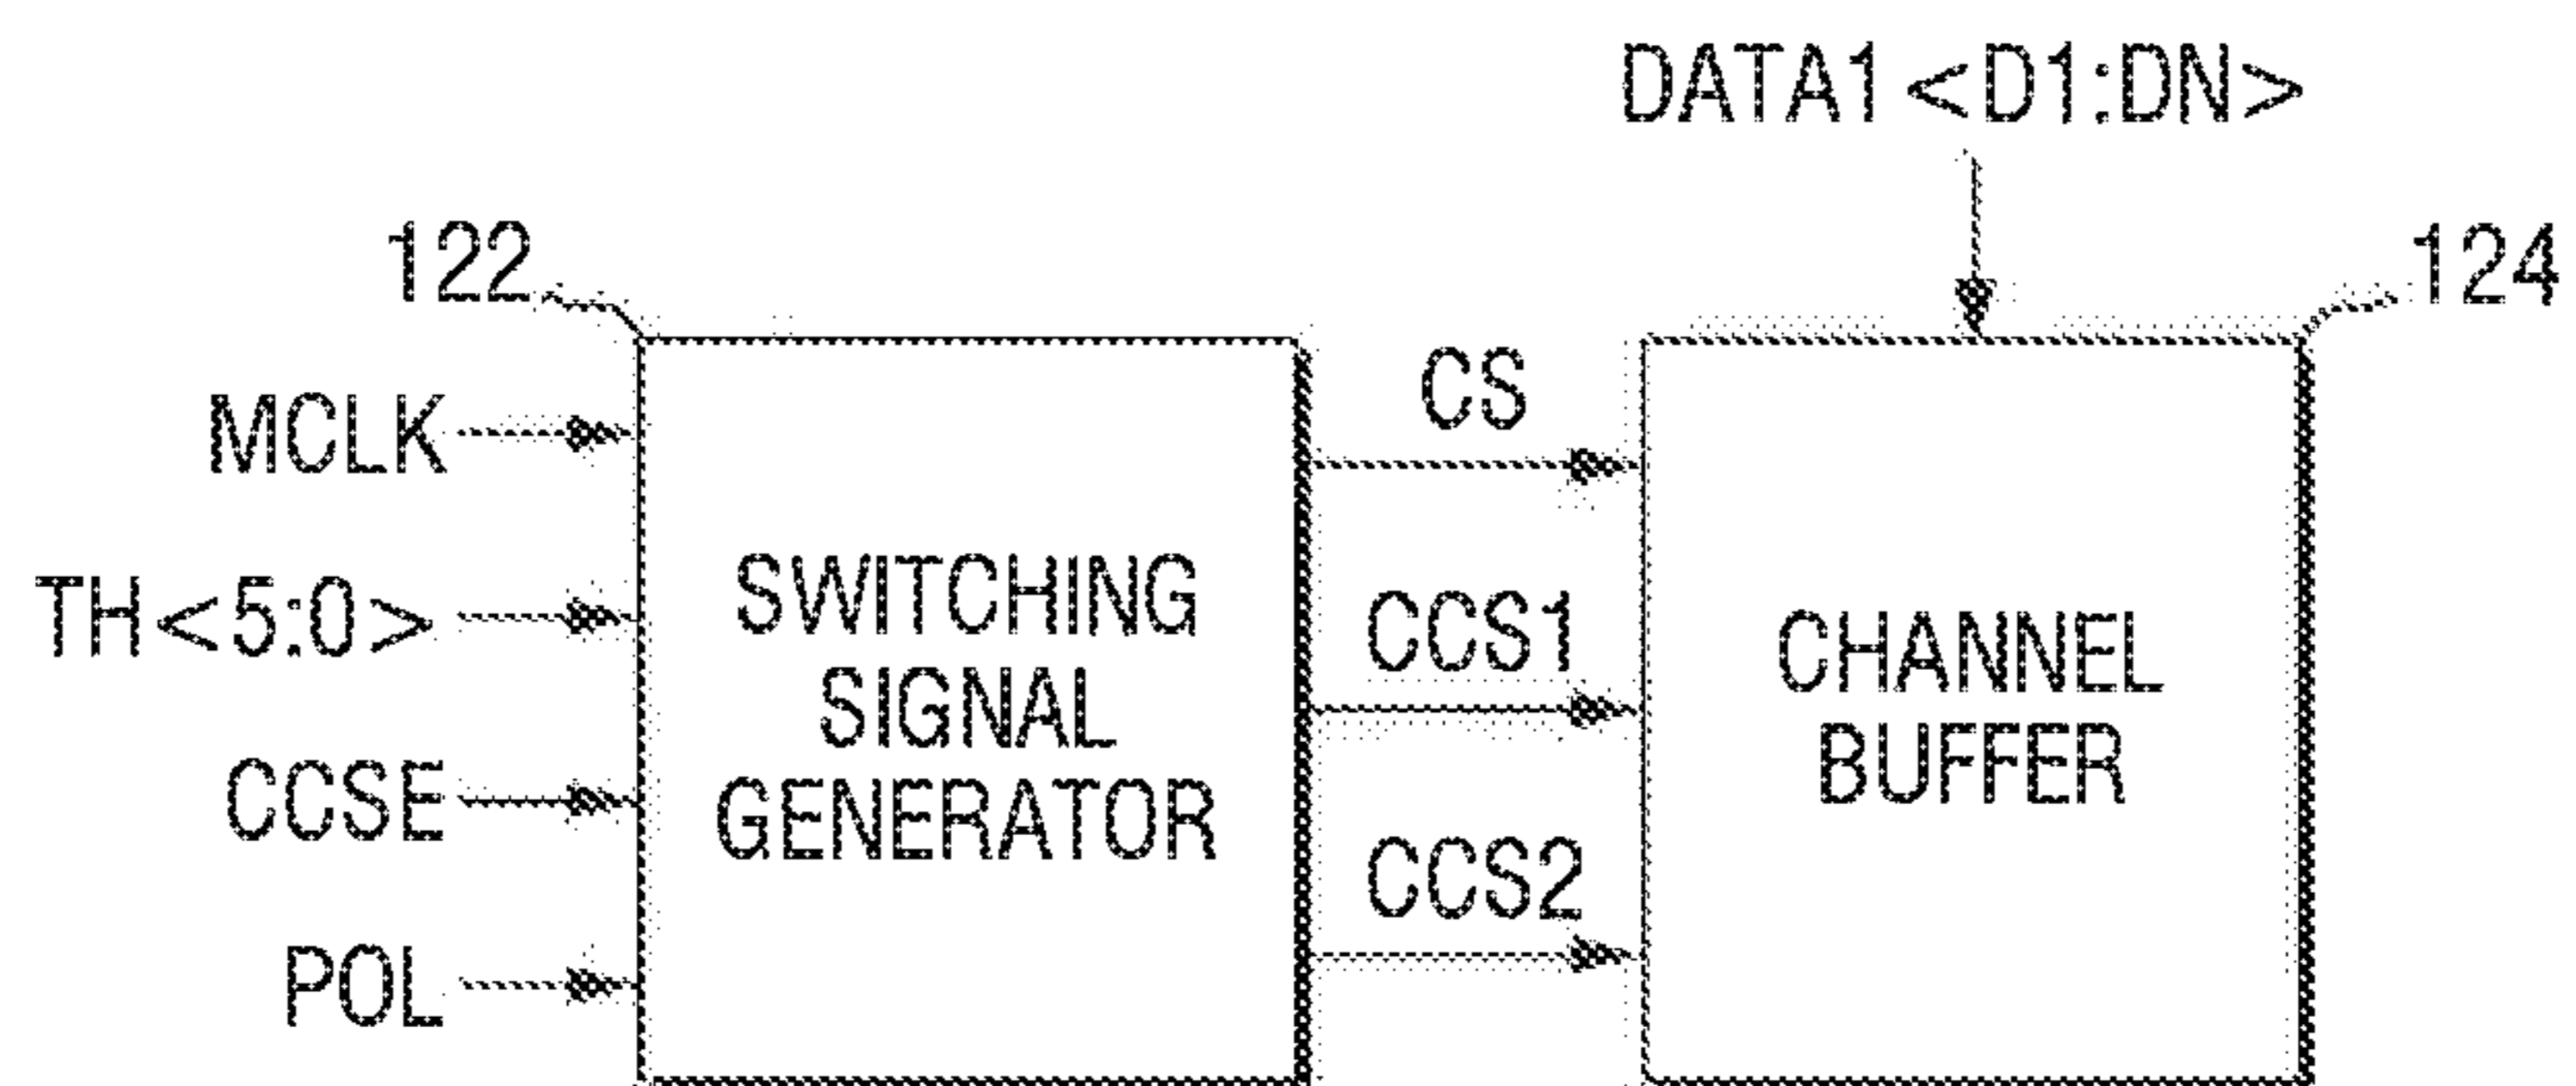 DATA1<D1:DN>
122
124
MCLK
TH<5:0>
CCSE
POL
SWITCHING
SIGNAL
GENERATOR
CS
CCS1
CCS2
CHANNEL
BUFFER